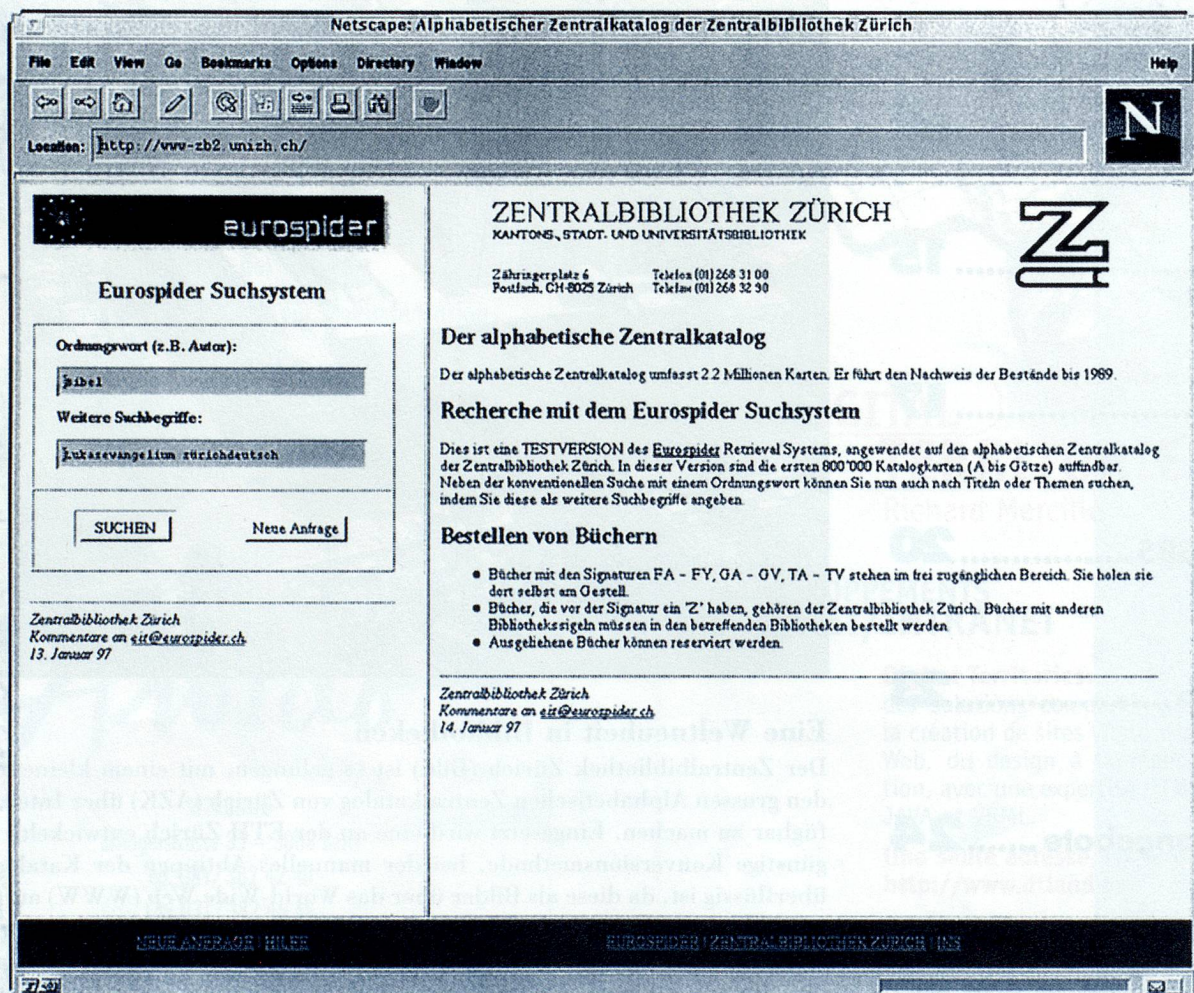 Netscape: Alphabetischer Zentralkatalog der Zentralbibliothek Zürich
File Edit View Go Bookmarks Options Directory Window Help
N
Location: http://www-zb2.unizh.ch/
eurospider
Eurospider Suchsystem
Ordnungswort (z.B. Autor):
Bibel
Weitere Suchbegriffe:
Lukasevangelium zürichdeutsch
SUCHEN Neue Anfrage
Zentralbibliothek Zürich
Kommentare an eit@eurospider.ch
13. Januar 97
ZENTRALBIBLIOTHEK ZÜRICH
KANTONS-, STADT- UND UNIVERSITÄTSBIBLIOTHEK
Z
Zähringerplatz 6 Telefon (01) 268 31 00
Postfach, CH-8025 Zürich Telefax (01) 268 32 90
Der alphabetische Zentralkatalog
Der alphabetische Zentralkatalog umfasst 2.2 Millionen Karten. Er führt den Nachweis der Bestände bis 1989.
Recherche mit dem Eurospider Suchsystem
Dies ist eine TESTVERSION des Eurospider Retrieval Systems, angewendet auf den alphabetischen Zentralkatalog
der Zentralbibliothek Zürich. In dieser Version sind die ersten 800'000 Katalogkarten (A bis Götze) auffindbar.
Neben der konventionellen Suche mit einem Ordnungswort können Sie nun auch nach Titeln oder Themen suchen,
indem Sie diese als weitere Suchbegriffe angeben.
Bestellen von Büchern
● Bücher mit den Signaturen FA - FY, GA - GV, TA - TV stehen im frei zugänglichen Bereich. Sie holen sie
dort selbst am Gestell.
● Bücher, die vor der Signatur ein "Z" haben, gehören der Zentralbibliothek Zürich. Bücher mit anderen
Bibliothekssigeln müssen in den betreffenden Bibliotheken bestellt werden.
● Ausgeliehene Bücher können reserviert werden.
Zentralbibliothek Zürich
Kommentare an eit@eurospider.ch
14. Januar 97
NEUE ANFRAGE | HILFE
EUROSPIDER | ZENTRALBIBLIOTHEK ZÜRICH |